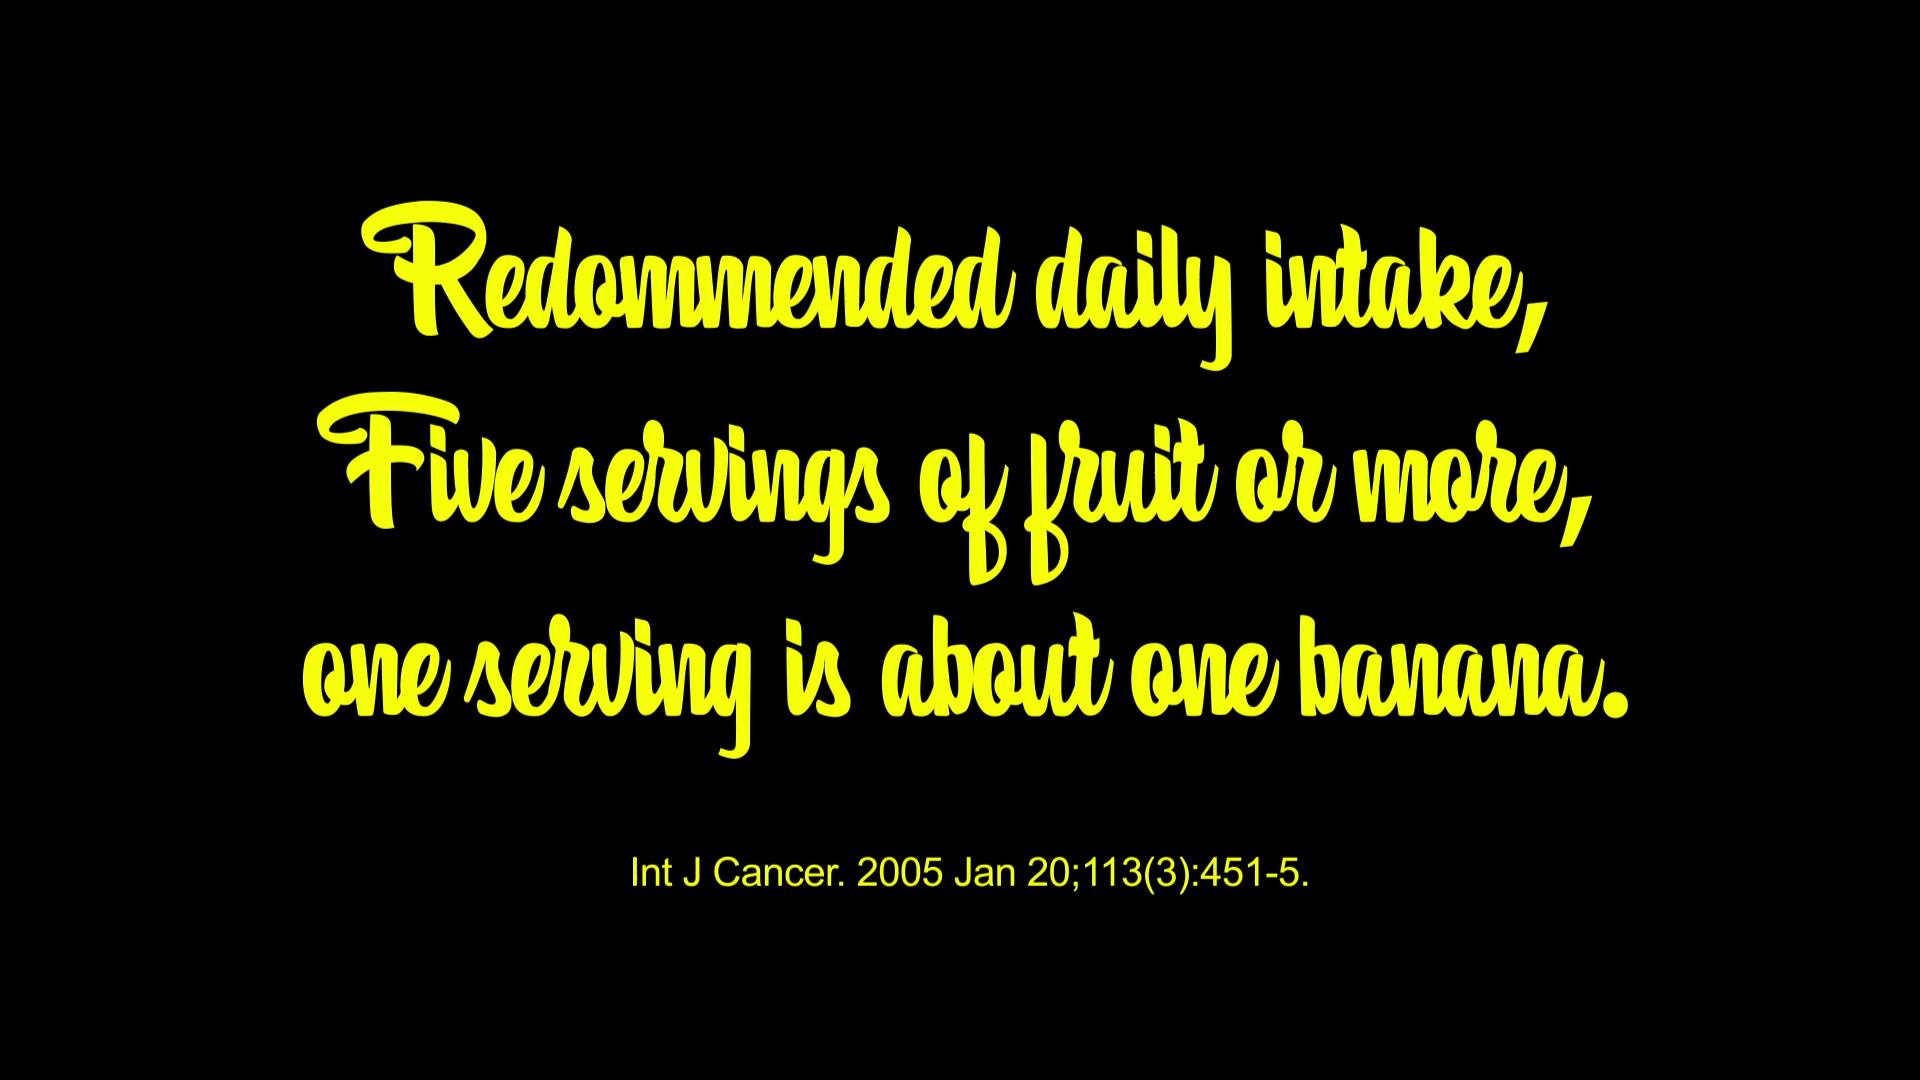 Redommended daily intake,
Five servings of fruit or more,
one serving is about one banana.
Int J Cancer. 2005 Jan 20;113(3):451-5.